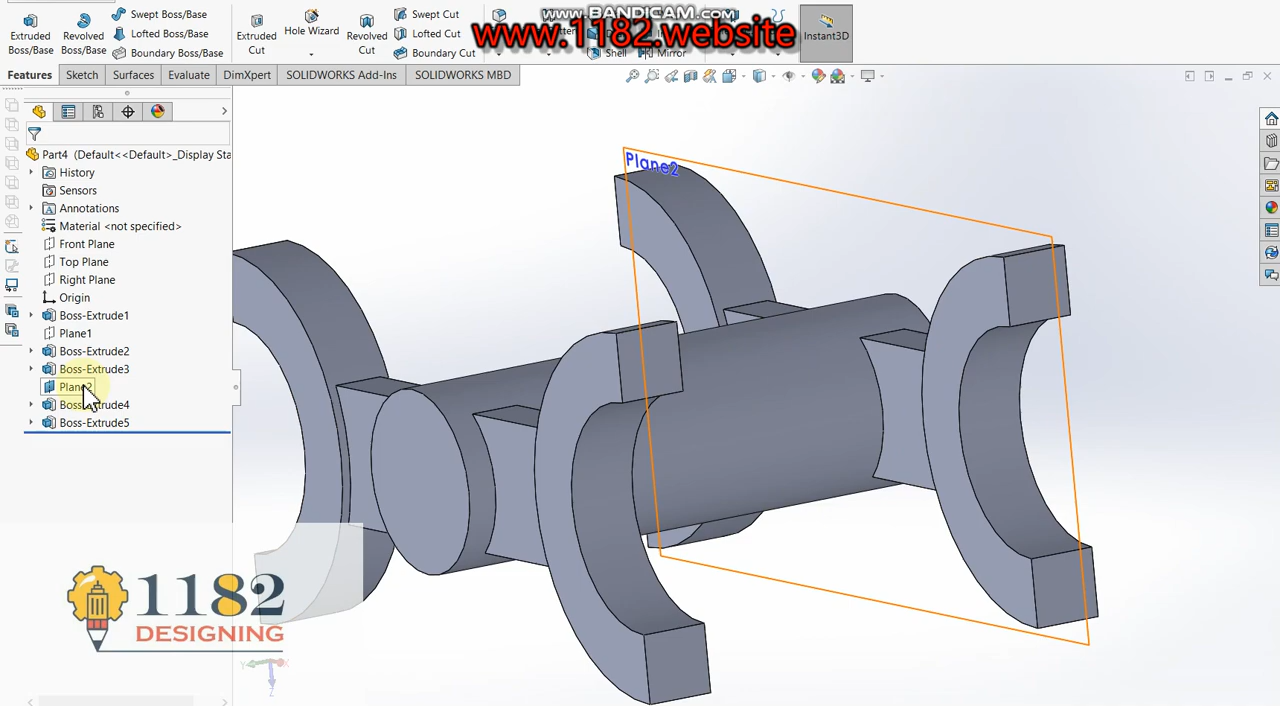 www.BANDICAM.com
www.1182.website
Extruded Boss/Base
Revolved Boss/Base
Swept Boss/Base
Lofted Boss/Base
Boundary Boss/Base
Extruded Cut
Hole Wizard
Revolved Cut
Swept Cut
Lofted Cut
Boundary Cut
Shell
Mirror
Instant3D
Features
Sketch
Surfaces
Evaluate
DimXpert
SOLIDWORKS Add-Ins
SOLIDWORKS MBD
Part4 (Default<<Default>_Display Sta
History
Sensors
Annotations
Material <not specified>
Front Plane
Top Plane
Right Plane
Origin
Boss-Extrude1
Plane1
Boss-Extrude2
Boss-Extrude3
Boss-Extrude5
Plane2
1182
DESIGNING